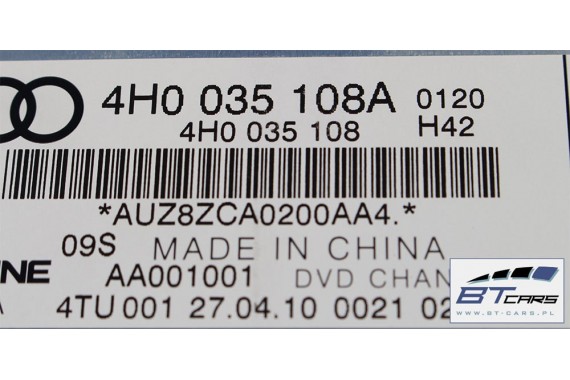 4H0 035 108A 0120
4H0 035 108 H42
*AUZ8ZCA0200AA4.*
09S MADE IN CHINA
INE AA001001 DVD CHAN
A 4TU 001 27.04.10 0021 02
BT CARS
WWW.BT-CARS.PL